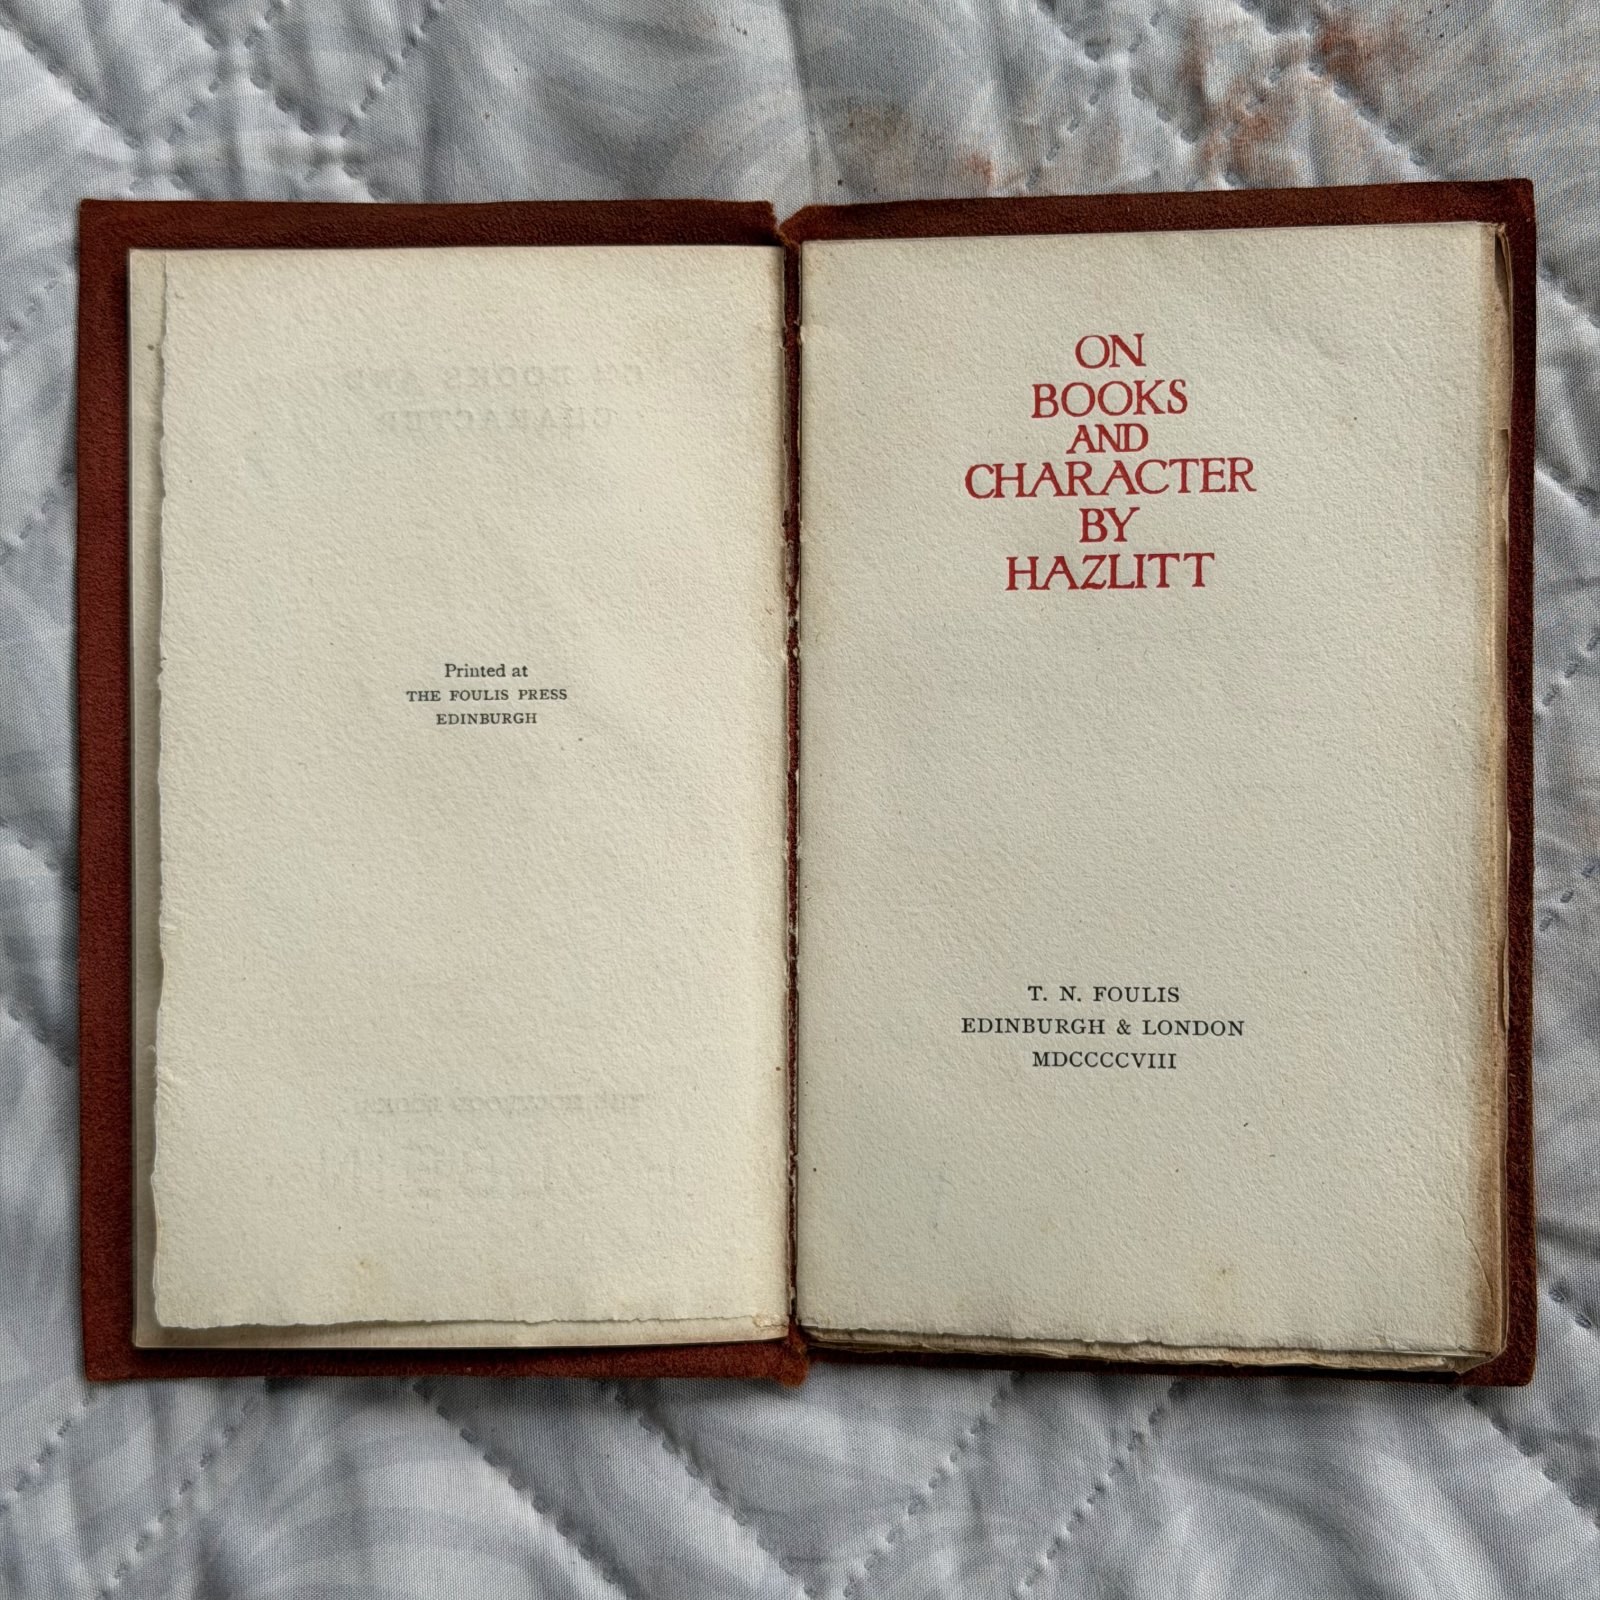 Printed at
THE FOULIS PRESS
EDINBURGH
ON
BOOKS
AND
CHARACTER
BY
HAZLITT
T. N. FOULIS
EDINBURGH & LONDON
MDCCCCVIII